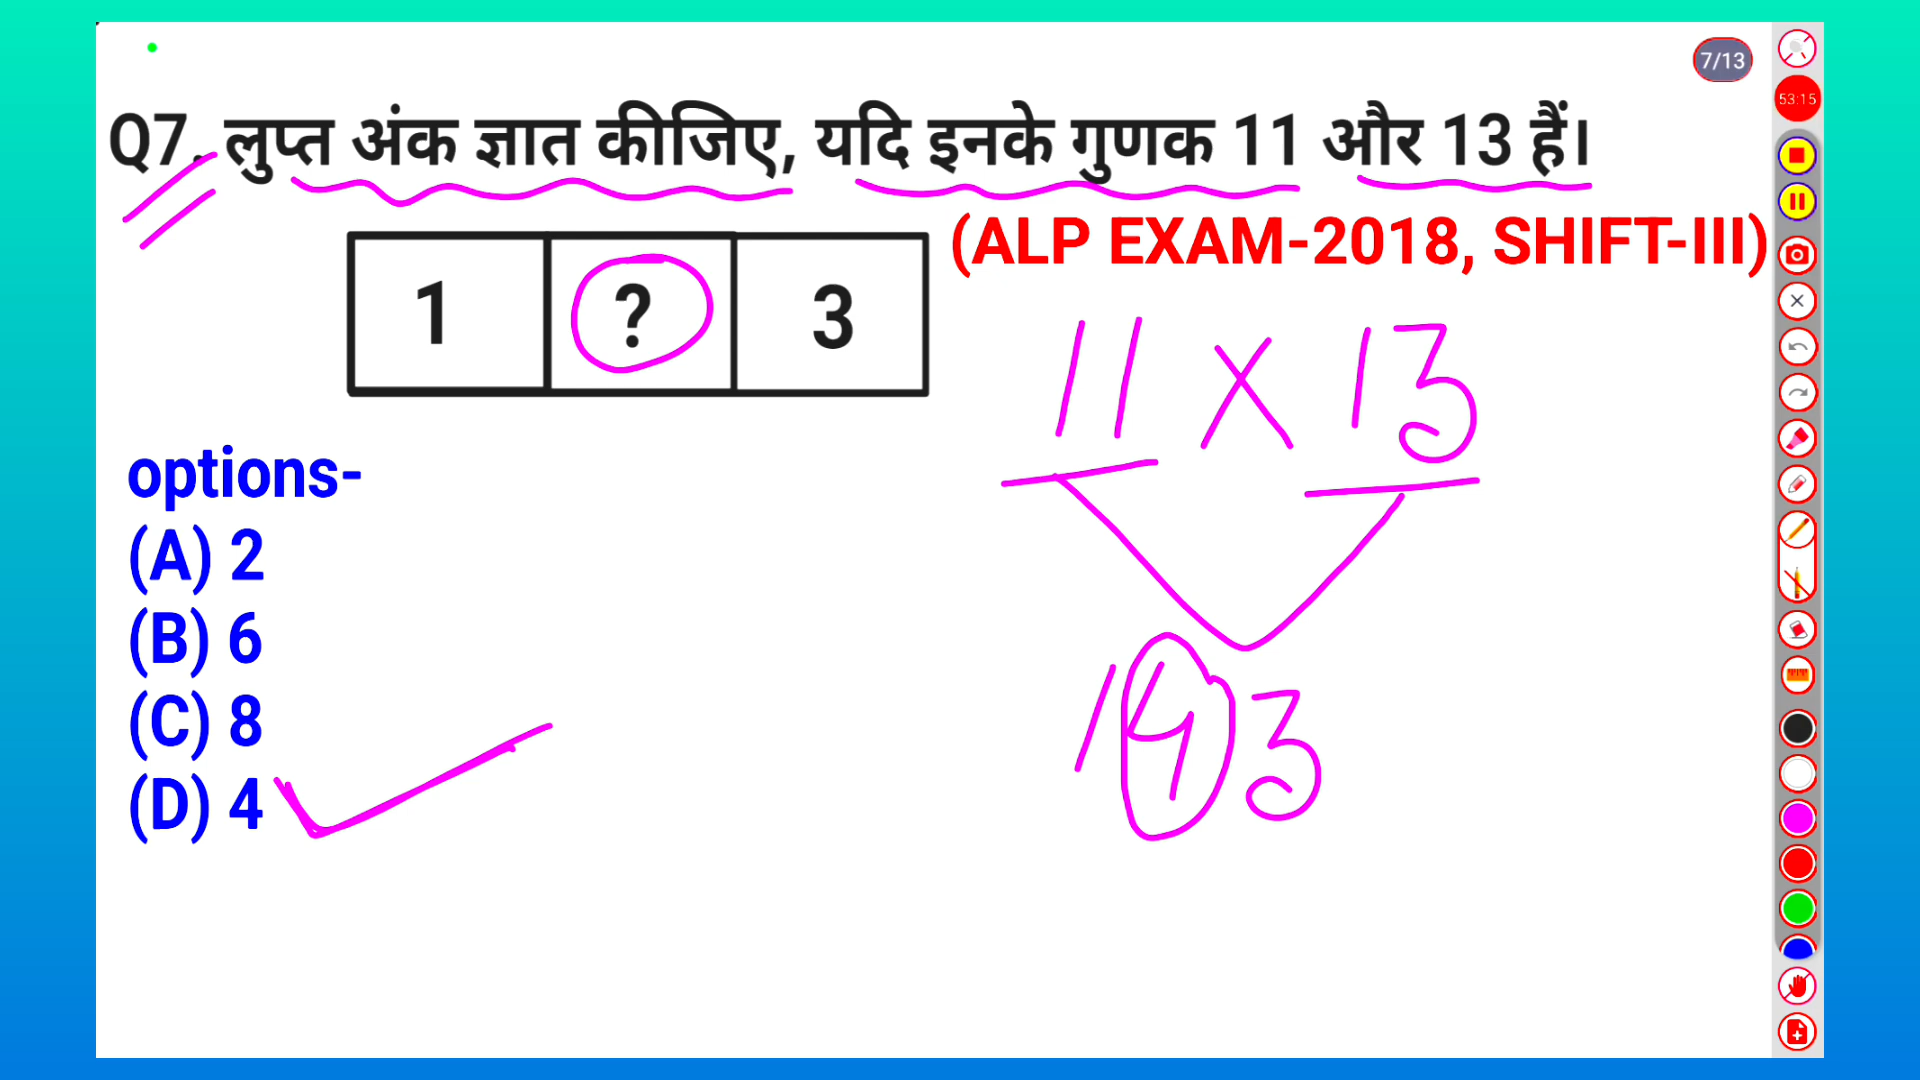 7/13
53:15
Q7. लुप्त अंक ज्ञात कीजिए, यदि इनके गुणक 11 और 13 हैं।
(ALP EXAM-2018, SHIFT-III)
1 ? 3
11 X 13
options-
(A) 2
(B) 6
(C) 8
(D) 4
143